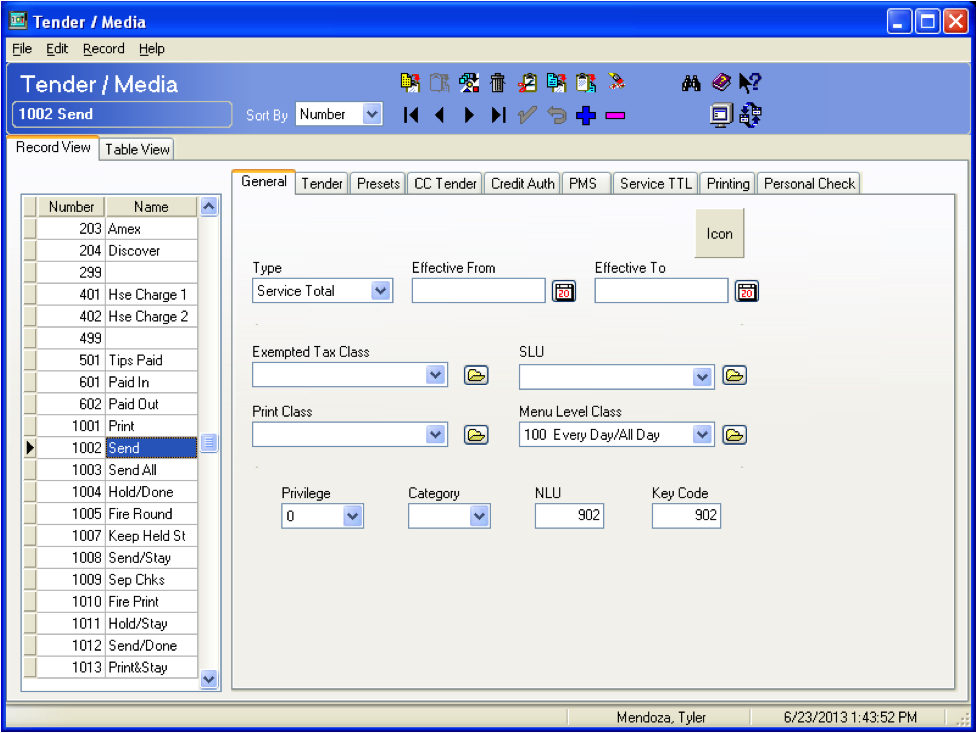 Tender / Media
File Edit Record Help
Tender / Media
1002 Send
Sort By Number
Record View Table View
General Tender Presets CC Tender Credit Auth PMS Service TTL Printing Personal Check
Number Name
203 Amex
204 Discover
299
401 Hse Charge 1
402 Hse Charge 2
499
501 Tips Paid
601 Paid In
602 Paid Out
1001 Print
1002 Send
1003 Send All
1004 Hold/Done
1005 Fire Round
1007 Keep Held St
1008 Send/Stay
1009 Sep Chks
1010 Fire Print
1011 Hold/Stay
1012 Send/Done
1013 Print&Stay
Icon
Type Effective From Effective To
Service Total 20 20
Exempted Tax Class SLU
Print Class Menu Level Class
100 Every Day/All Day
Privilege Category NLU Key Code
0 902 902
Mendoza, Tyler 6/23/2013 1:43:52 PM